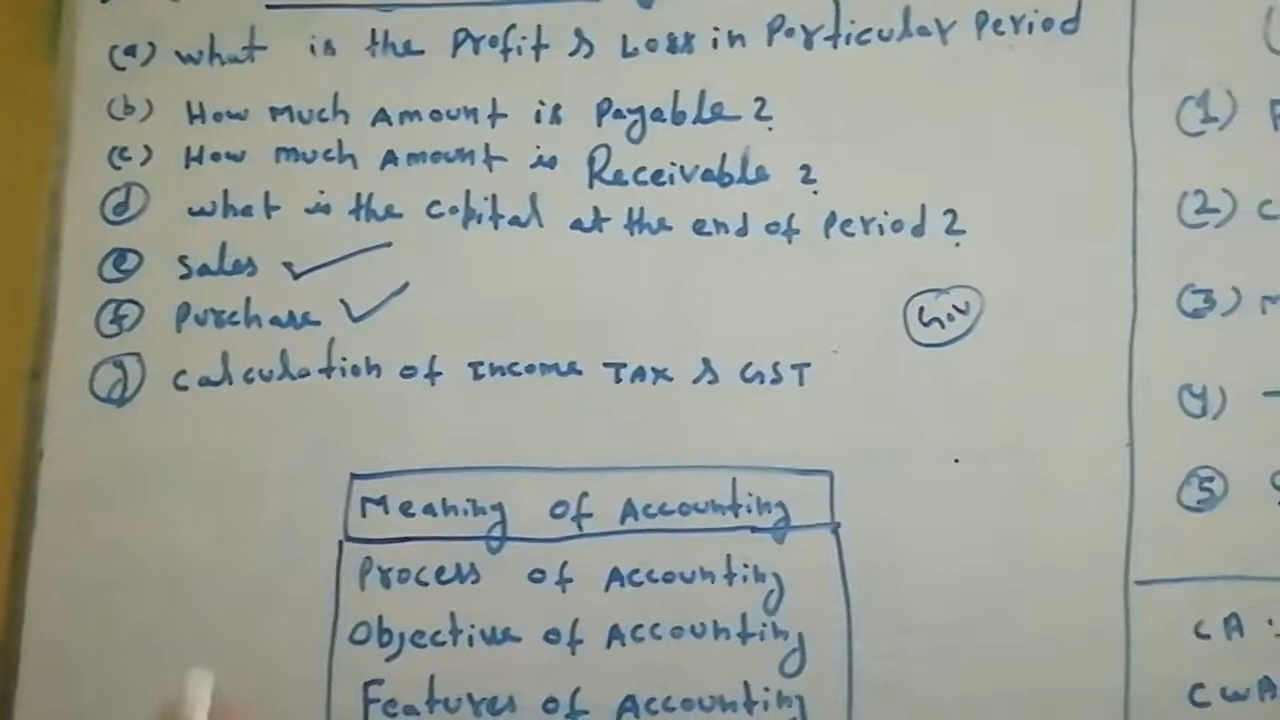 (a) what is the Profit & Loss in Particular Period
(b) How Much Amount is Payable ?
(c) How much Amount is Receivable ?
(d) what is the capital at the end of Period ?
(e) Sales ✓
(f) Purchase ✓
Gov
(g) calculation of Income TAX & GST
Meaning of Accounting
Process of Accounting
Objective of Accounting
Features of Accounting
(1)
(2) C
(3)
(4)
(5)
CA :
CWA